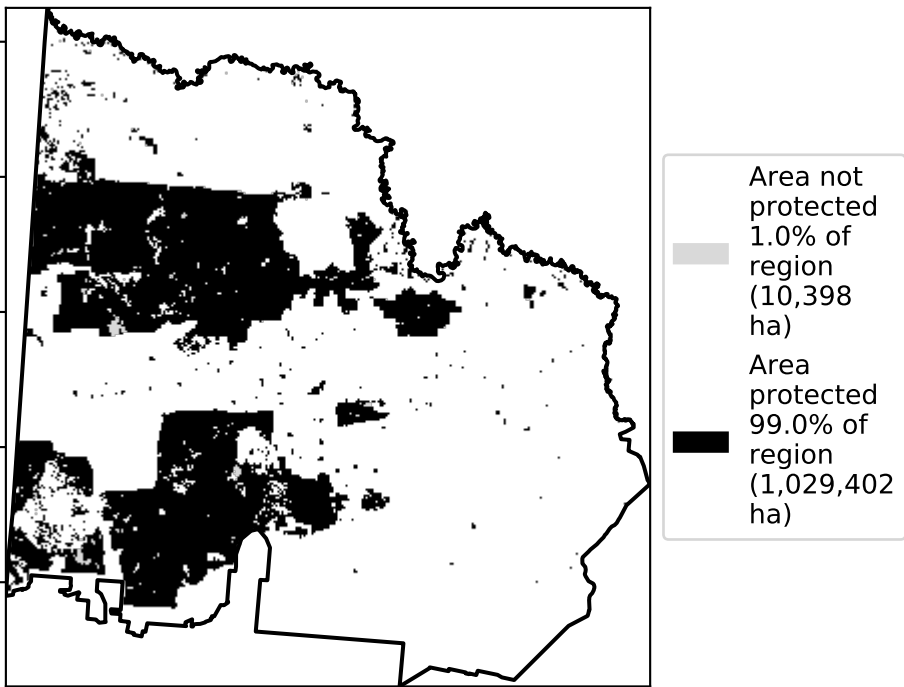 Area not
protected
1.0% of
region
(10,398
ha)
Area
protected
99.0% of
region
(1,029,402
ha)